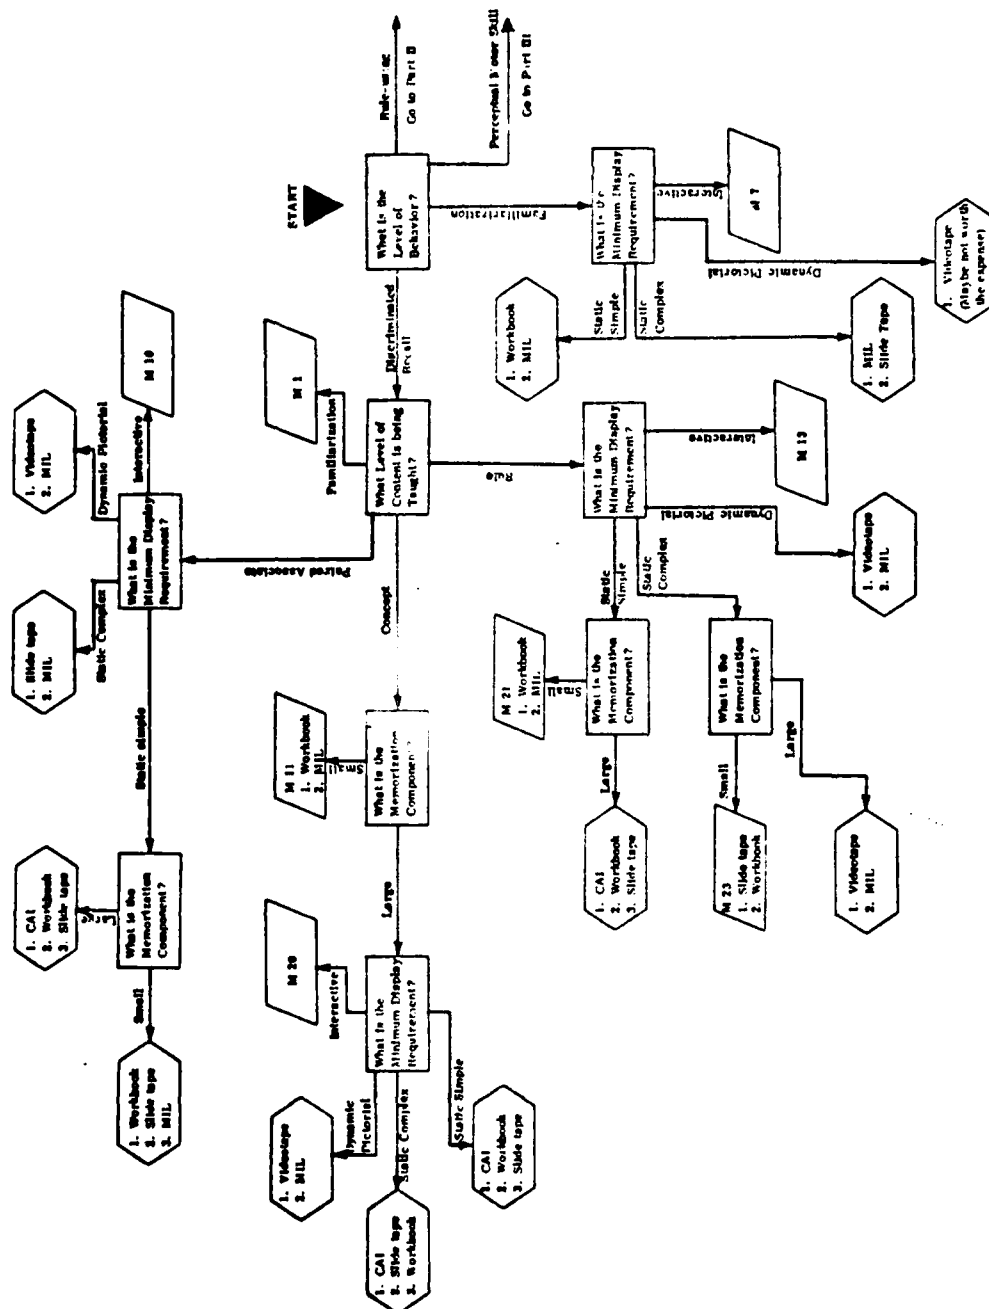 START
What is the
Level of
Behavior?
Rule-using
Go to Part II
Perceptual Motor Skill
Go to Part III
Familiarization
What is the
Minimum Display
Requirement?
Interactive
Dynamic Pictorial
1. Videotape
(Maybe not worth
the expense)
Static
Simple
1. Workbook
2. MIL
Static
Complex
1. MIL
2. Slide Tape
Discriminated
Recall
What Level of
Content is being
Taught?
Familiarization
M 1
Rule
What is the
Minimum Display
Requirement?
Interactive
M 13
Dynamic Pictorial
1. Videotape
2. MIL
Static
Simple
What is the
Memorization
Component?
Small
M 21
1. Workbook
2. MIL
Large
1. CAI
2. Workbook
3. Slide tape
Static
Complex
What is the
Memorization
Component?
Small
M 23
1. Slide tape
2. Workbook
Large
1. Videotape
2. MIL
Concept
What is the
Memorization
Component?
Small
M 11
1. Workbook
2. MIL
Large
What is the
Minimum Display
Requirement?
Interactive
M 20
Dynamic
Pictorial
1. Videotape
2. MIL
Static Complex
1. CAI
2. Slide tape
3. Workbook
Static Simple
1. CAI
2. Workbook
3. Slide tape
Paired Associate
What is the
Minimum Display
Requirement?
Interactive
M 10
Dynamic Pictorial
1. Videotape
2. MIL
Static Complex
1. Slide tape
2. MIL
Static simple
What is the
Memorization
Component?
Large
1. CAI
2. Workbook
3. Slide tape
Small
1. Workbook
2. Slide tape
3. MIL